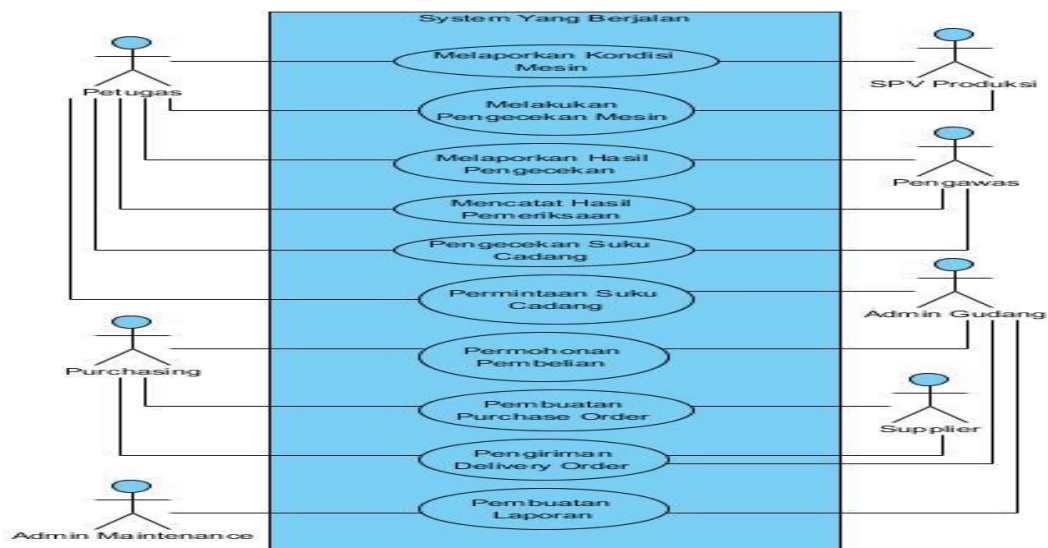 System Yang Berjalan
Melaporkan Kondisi
Mesin
Petugas
SPV Produksi
Melakukan
Pengecekan Mesin
Melaporkan Hasil
Pengecekan
Pengawas
Mencatat Hasil
Pemeriksaan
Pengecekan Suku
Cadang
Permintaan Suku
Cadang
Admin Gudang
Permohonan
Pembelian
Purchasing
Pembuatan
Purchase Order
Supplier
Pengiriman
Delivery Order
Pembuatan
Laporan
Admin Maintenance